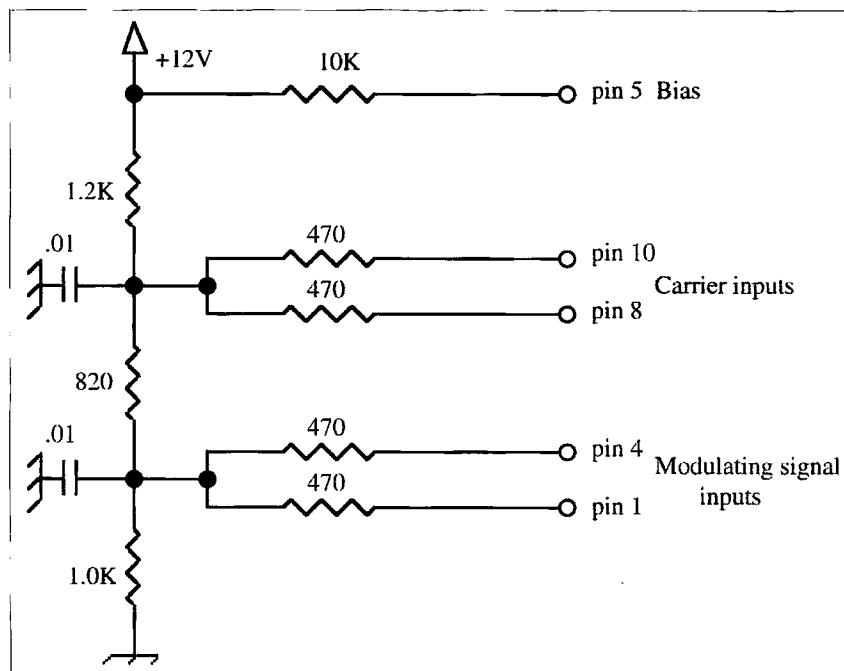 +12V
10K
pin 5 Bias
1.2K
.01
470
pin 10
Carrier inputs
470
pin 8
820
.01
470
pin 4
Modulating signal
inputs
470
pin 1
1.0K